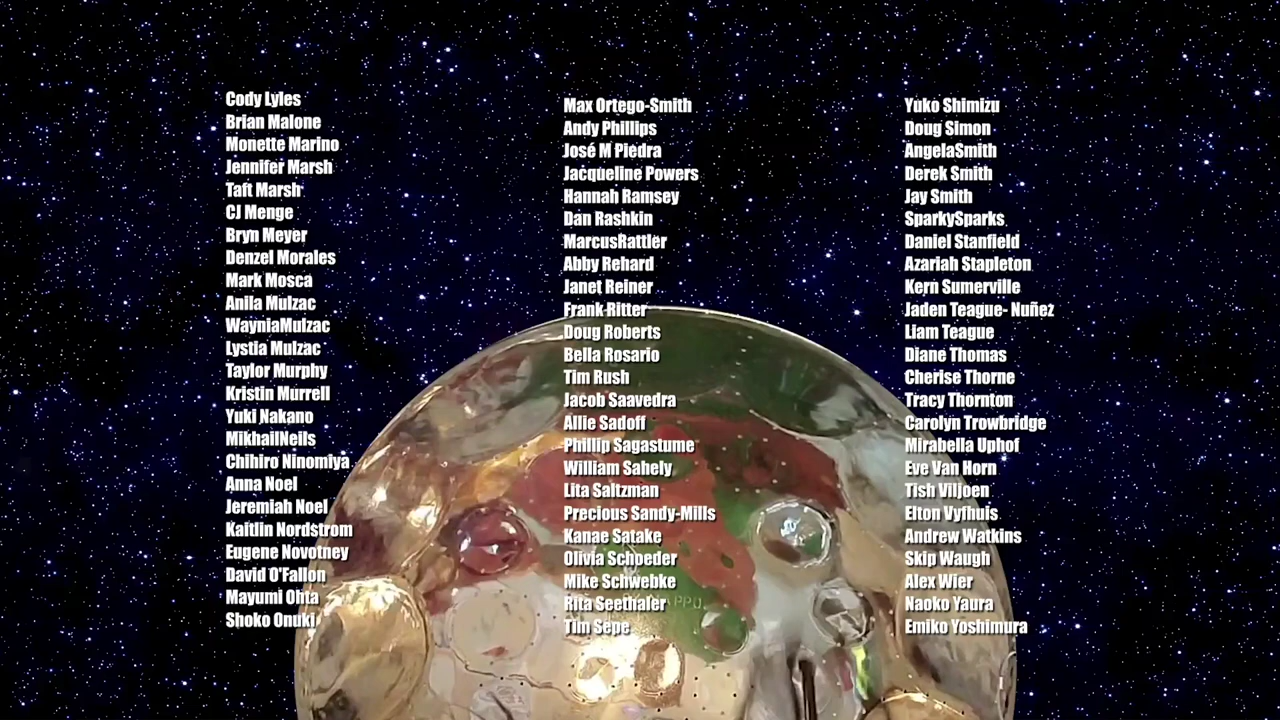 Cody Lyles
Brian Malone
Monette Marino
Jennifer Marsh
Taft Marsh
CJ Menge
Bryn Meyer
Denzel Morales
Mark Mosca
Anila Mulzac
WayniaMulzac
Lystia Mulzac
Taylor Murphy
Kristin Murrell
Yuki Nakano
MikhailNeils
Chihiro Ninomiya
Anna Noel
Jeremiah Noel
Kaitlin Nordstrom
Eugene Novotney
David O'Fallon
Mayumi Ohta
Shoko Onuki
Max Ortego-Smith
Andy Phillips
José M Piedra
Jacqueline Powers
Hannah Ramsey
Dan Rashkin
MarcusRattler
Abby Rehard
Janet Reiner
Frank Ritter
Doug Roberts
Bella Rosario
Tim Rush
Jacob Saavedra
Allie Sadoff
Phillip Sagastume
William Sahely
Lita Saltzman
Precious Sandy-Mills
Kanae Satake
Olivia Schoeder
Mike Schwebke
Rita Seethaler
Tim Sepe
Yuko Shimizu
Doug Simon
AngelaSmith
Derek Smith
Jay Smith
SparkySparks
Daniel Stanfield
Azariah Stapleton
Kern Sumerville
Jaden Teague- Nuñez
Liam Teague
Diane Thomas
Cherise Thorne
Tracy Thornton
Carolyn Trowbridge
Mirabella Uphof
Eve Van Horn
Tish Viljoen
Elton Vyfhuis
Andrew Watkins
Skip Waugh
Alex Wier
Naoko Yaura
Emiko Yoshimura